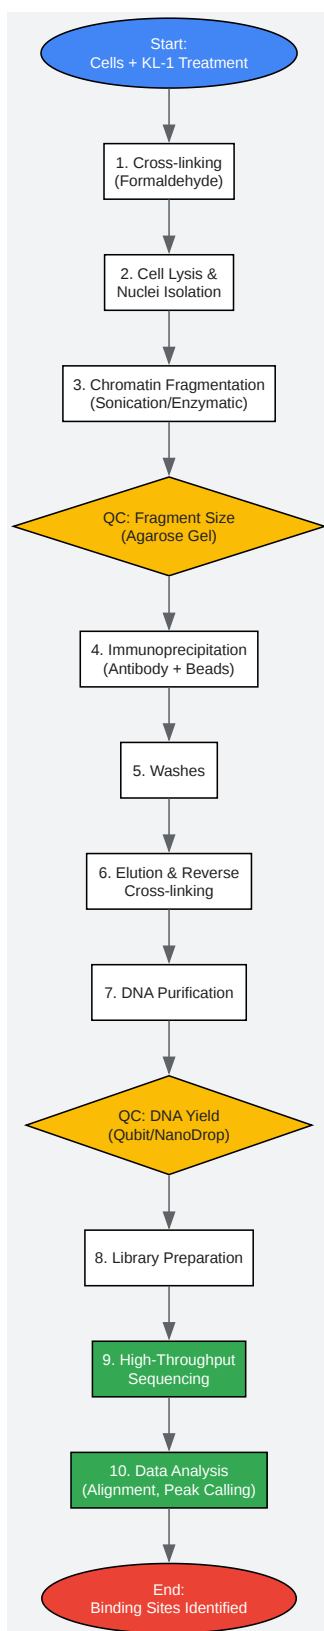 Start:
Cells + KL-1 Treatment
1. Cross-linking
(Formaldehyde)
2. Cell Lysis &
Nuclei Isolation
3. Chromatin Fragmentation
(Sonication/Enzymatic)
QC: Fragment Size
(Agarose Gel)
4. Immunoprecipitation
(Antibody + Beads)
5. Washes
6. Elution & Reverse
Cross-linking
7. DNA Purification
QC: DNA Yield
(Qubit/NanoDrop)
8. Library Preparation
9. High-Throughput
Sequencing
10. Data Analysis
(Alignment, Peak Calling)
End:
Binding Sites Identified